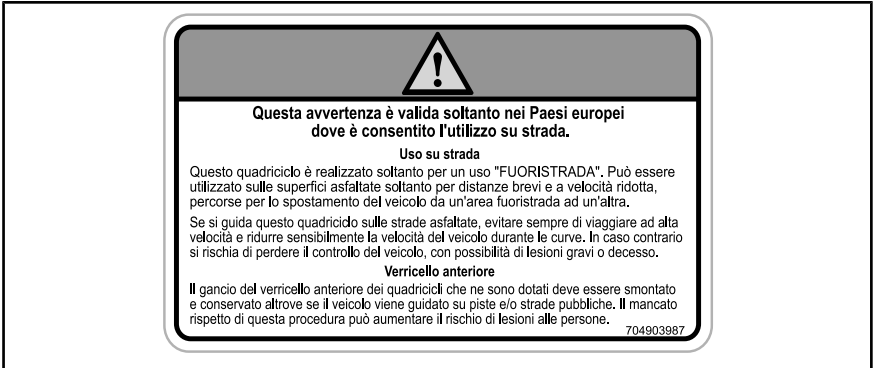 Questa avvertenza è valida soltanto nei Paesi europei
dove è consentito l'utilizzo su strada.
Uso su strada
Questo quadriciclo è realizzato soltanto per un uso "FUORISTRADA". Può essere
utilizzato sulle superfici asfaltate soltanto per distanze brevi e a velocità ridotta,
percorse per lo spostamento del veicolo da un'area fuoristrada ad un'altra.
Se si guida questo quadriciclo sulle strade asfaltate, evitare sempre di viaggiare ad alta
velocità e ridurre sensibilmente la velocità del veicolo durante le curve. In caso contrario
si rischia di perdere il controllo del veicolo, con possibilità di lesioni gravi o decesso.
Verricello anteriore
Il gancio del verricello anteriore dei quadricicli che ne sono dotati deve essere smontato
e conservato altrove se il veicolo viene guidato su piste e/o strade pubbliche. Il mancato
rispetto di questa procedura può aumentare il rischio di lesioni alle persone.
704903987